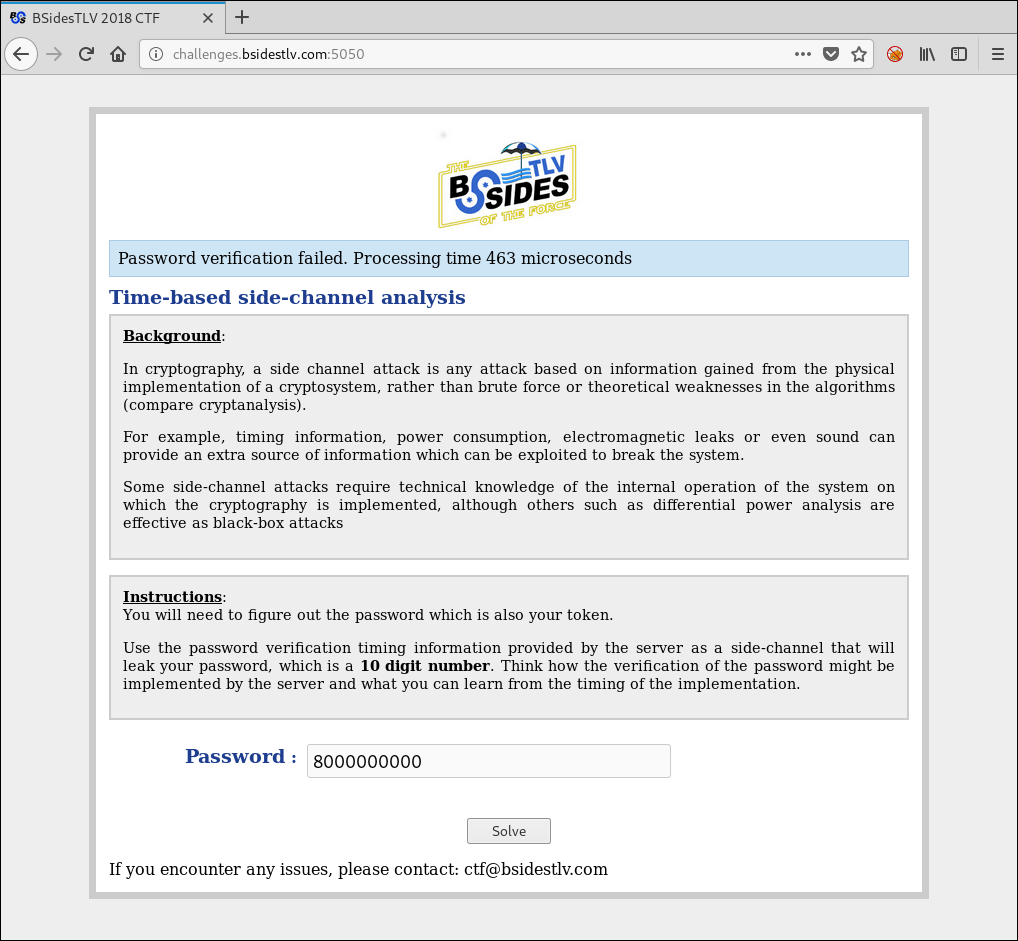 BSidesTLV 2018 CTF
challenges.bsidestlv.com:5050
THE
BSIDES TLV
OF THE FORCE
Password verification failed. Processing time 463 microseconds
Time-based side-channel analysis
Background:
In cryptography, a side channel attack is any attack based on information gained from the physical
implementation of a cryptosystem, rather than brute force or theoretical weaknesses in the algorithms
(compare cryptanalysis).
For example, timing information, power consumption, electromagnetic leaks or even sound can
provide an extra source of information which can be exploited to break the system.
Some side-channel attacks require technical knowledge of the internal operation of the system on
which the cryptography is implemented, although others such as differential power analysis are
effective as black-box attacks
Instructions:
You will need to figure out the password which is also your token.
Use the password verification timing information provided by the server as a side-channel that will
leak your password, which is a 10 digit number. Think how the verification of the password might be
implemented by the server and what you can learn from the timing of the implementation.
Password : 8000000000
Solve
If you encounter any issues, please contact: ctf@bsidestlv.com